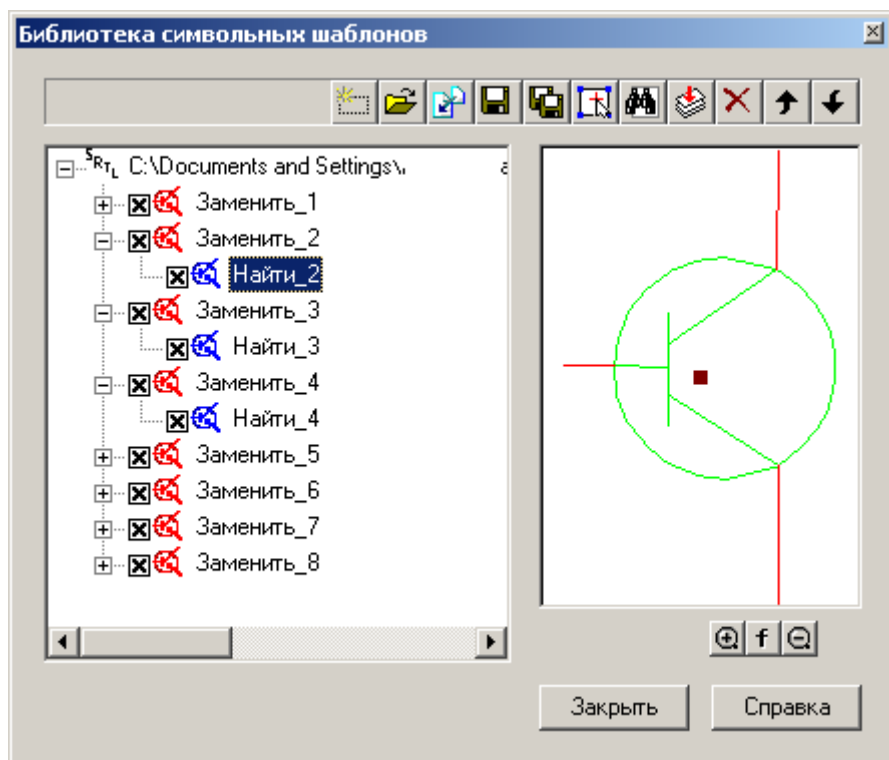 Библиотека символьных шаблонов
SRTL C:\Documents and Settings\
Заменить_1
Заменить_2
Найти_2
Заменить_3
Найти_3
Заменить_4
Найти_4
Заменить_5
Заменить_6
Заменить_7
Заменить_8
f
Закрыть
Справка